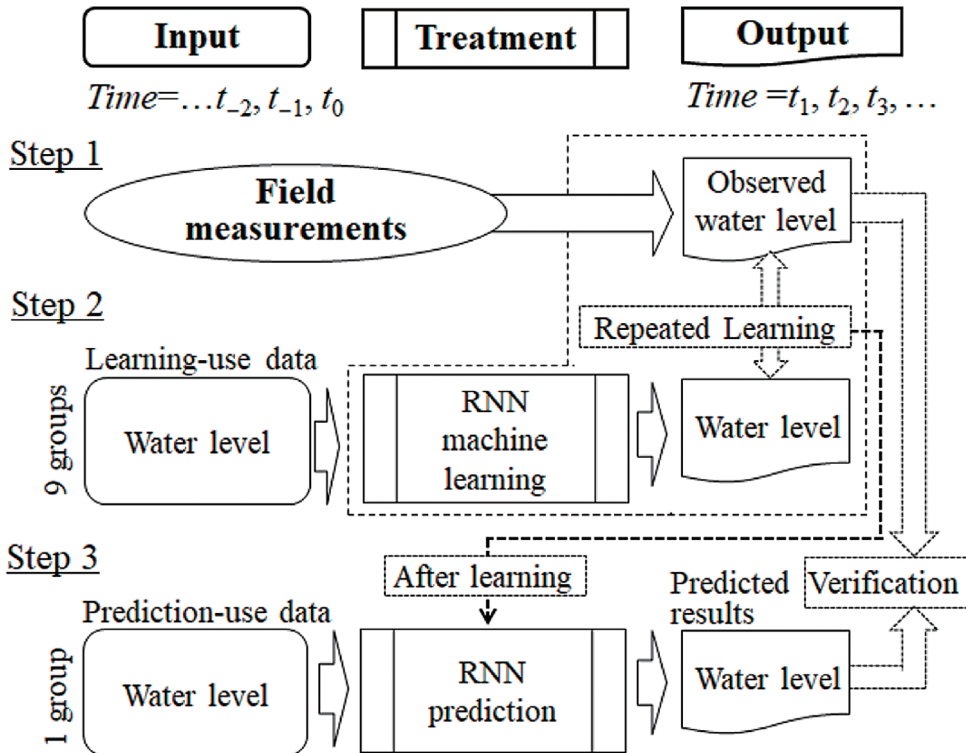 Input
Treatment
Output
Time=…t₋₂, t₋₁, t₀
Time =t₁, t₂, t₃, …
Step 1
Field
measurements
Observed
water level
Step 2
Repeated Learning
Learning-use data
9 groups
Water level
RNN
machine
learning
Water level
Step 3
After learning
Predicted
results
Verification
Prediction-use data
1 group
Water level
RNN
prediction
Water level